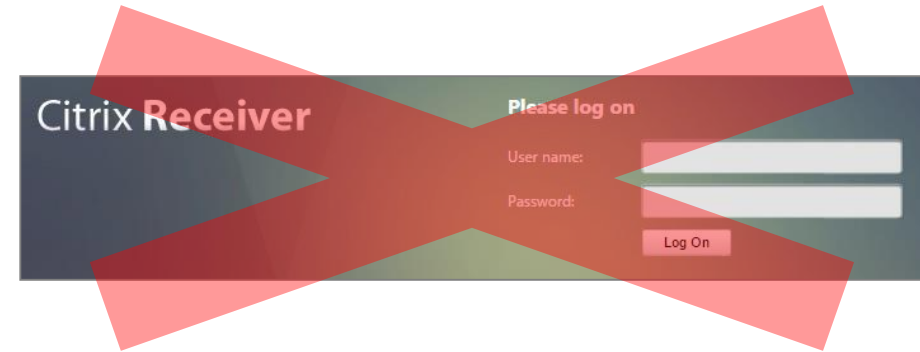 Citrix Receiver
Please log on
User name:
Password:
Log On